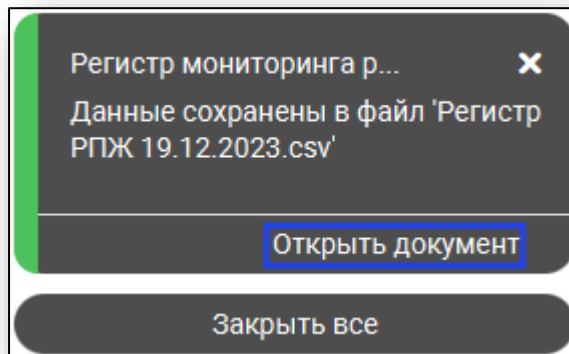 Регистр мониторинга р...
Данные сохранены в файл 'Регистр
РПЖ 19.12.2023.csv'
Открыть документ
Закрыть все